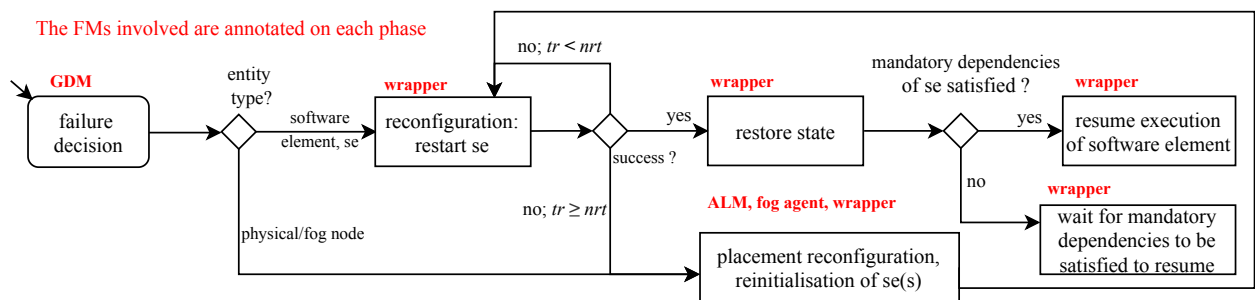 The FMs involved are annotated on each phase
GDM
failure
decision
entity
type?
software
element, se
physical/fog node
wrapper
reconfiguration:
restart se
no; tr < nrt
success ?
yes
no; tr ≥ nrt
wrapper
restore state
mandatory dependencies
of se satisfied ?
yes
no
wrapper
resume execution
of software element
wrapper
wait for mandatory
dependencies to be
satisfied to resume
ALM, fog agent, wrapper
placement reconfiguration,
reinitialisation of se(s)